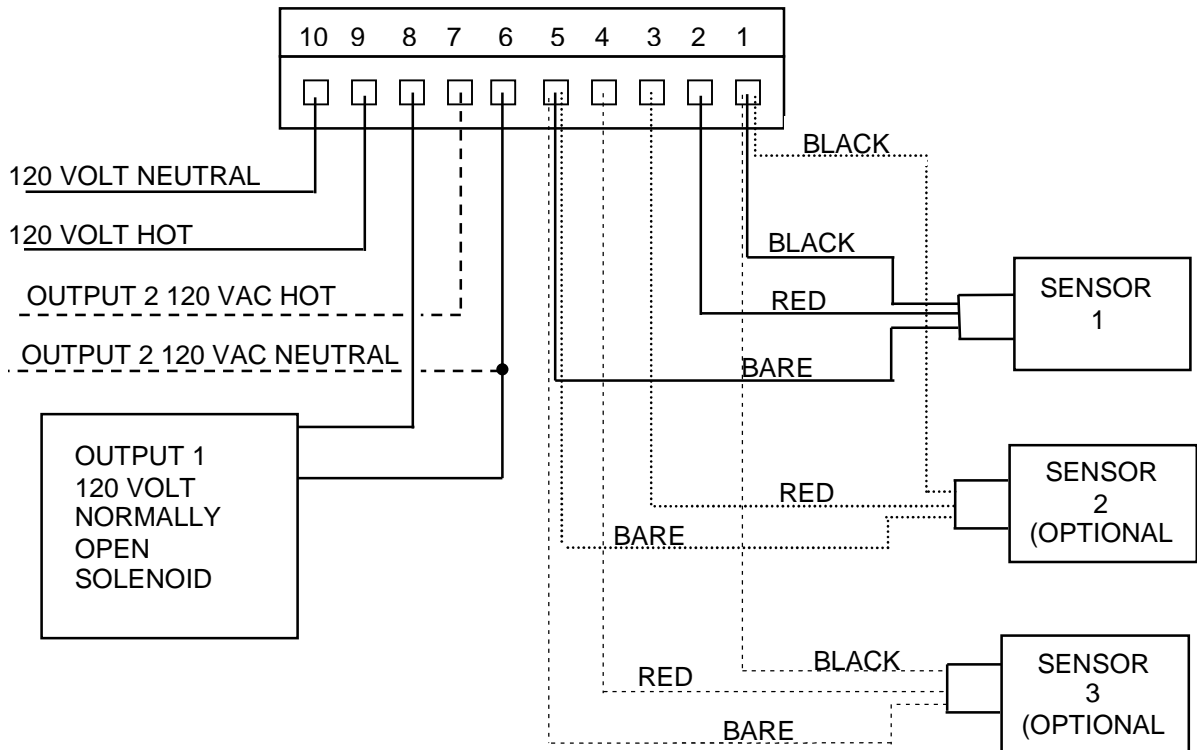 10 9 8 7 6 5 4 3 2 1
BLACK
120 VOLT NEUTRAL
120 VOLT HOT
BLACK
OUTPUT 2 120 VAC HOT
RED
SENSOR
1
OUTPUT 2 120 VAC NEUTRAL
BARE
OUTPUT 1
120 VOLT
NORMALLY
OPEN
SOLENOID
RED
BARE
SENSOR
2
(OPTIONAL
BLACK
RED
BARE
SENSOR
3
(OPTIONAL